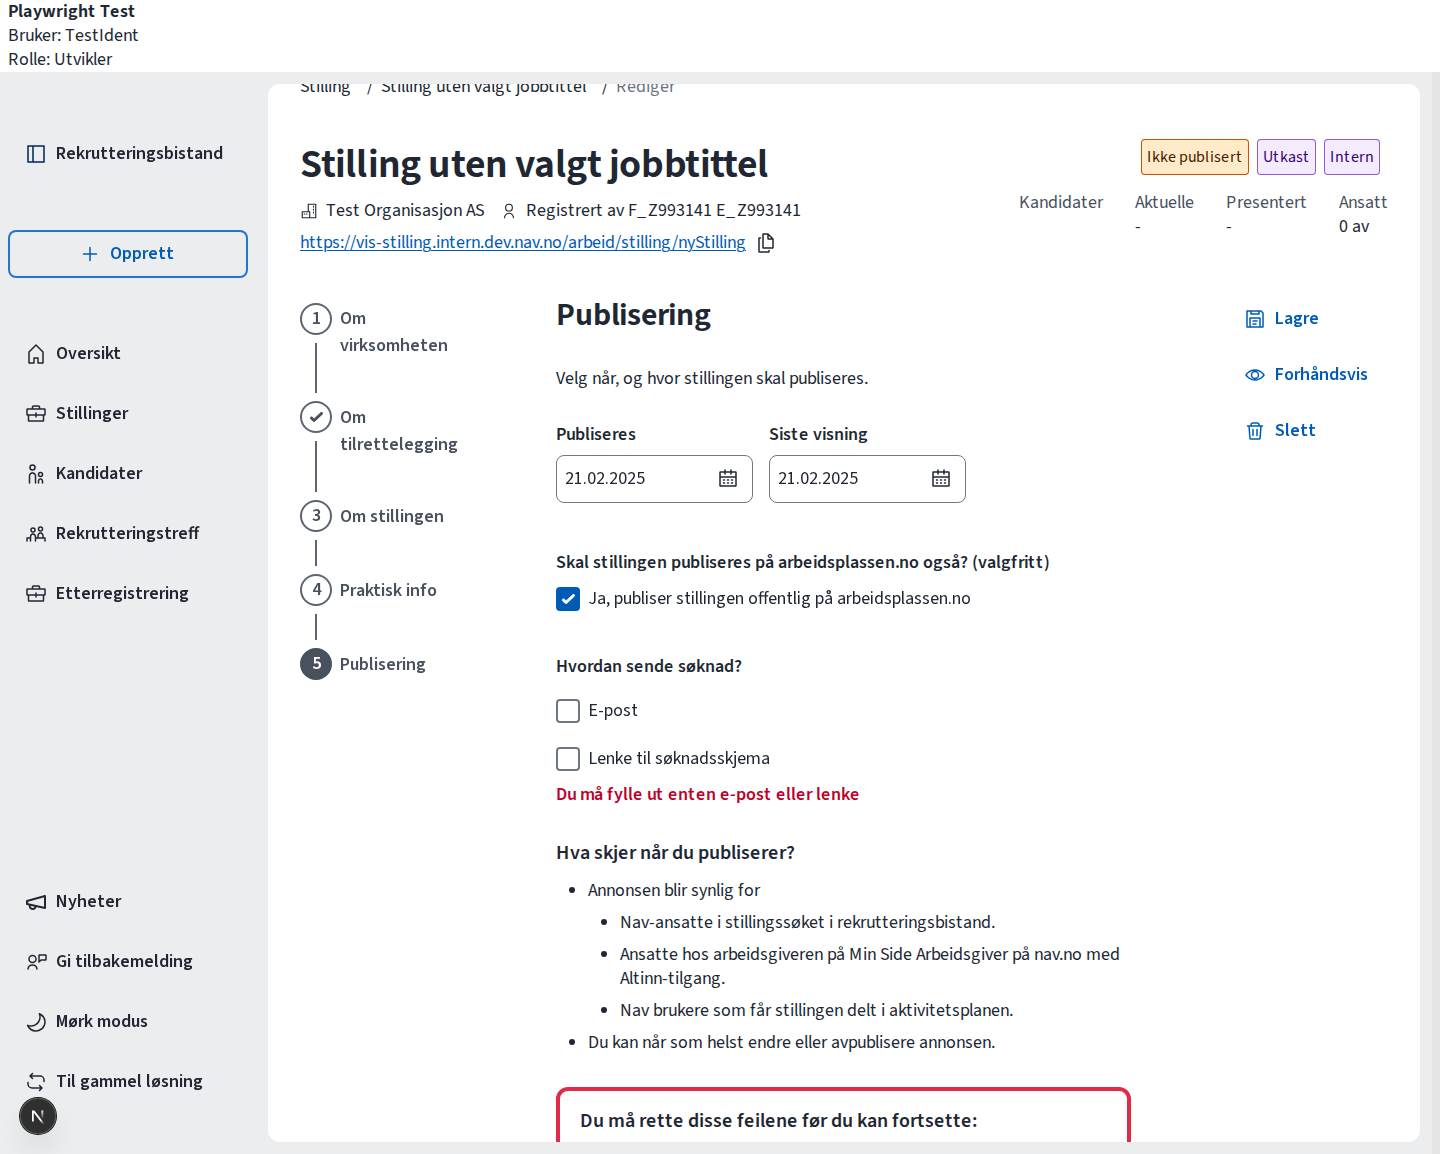 Playwright Test
Bruker: TestIdent
Rolle: Utvikler
Rekrutteringsbistand
Opprett
Oversikt
Stillinger
Kandidater
Rekrutteringstreff
Etterregistrering
Nyheter
Gi tilbakemelding
Mørk modus
Til gammel løsning
N
Stilling / Stilling uten valgt jobbtittel / Rediger
Stilling uten valgt jobbtittel
Test Organisasjon AS Registrert av F_Z993141 E_Z993141
https://vis-stilling.intern.dev.nav.no/arbeid/stilling/nyStilling
Ikke publisert Utkast Intern
Kandidater Aktuelle Presentert Ansatt
- - 0 av
1 Om
virksomheten
Om
tilrettelegging
3 Om stillingen
4 Praktisk info
5 Publisering
Publisering
Velg når, og hvor stillingen skal publiseres.
Publiseres Siste visning
21.02.2025 21.02.2025
Skal stillingen publiseres på arbeidsplassen.no også? (valgfritt)
Ja, publiser stillingen offentlig på arbeidsplassen.no
Hvordan sende søknad?
E-post
Lenke til søknadsskjema
Du må fylle ut enten e-post eller lenke
Hva skjer når du publiserer?
Annonsen blir synlig for
Nav-ansatte i stillingssøket i rekrutteringsbistand.
Ansatte hos arbeidsgiveren på Min Side Arbeidsgiver på nav.no med
Altinn-tilgang.
Nav brukere som får stillingen delt i aktivitetsplanen.
Du kan når som helst endre eller avpublisere annonsen.
Du må rette disse feilene før du kan fortsette:
Lagre
Forhåndsvis
Slett